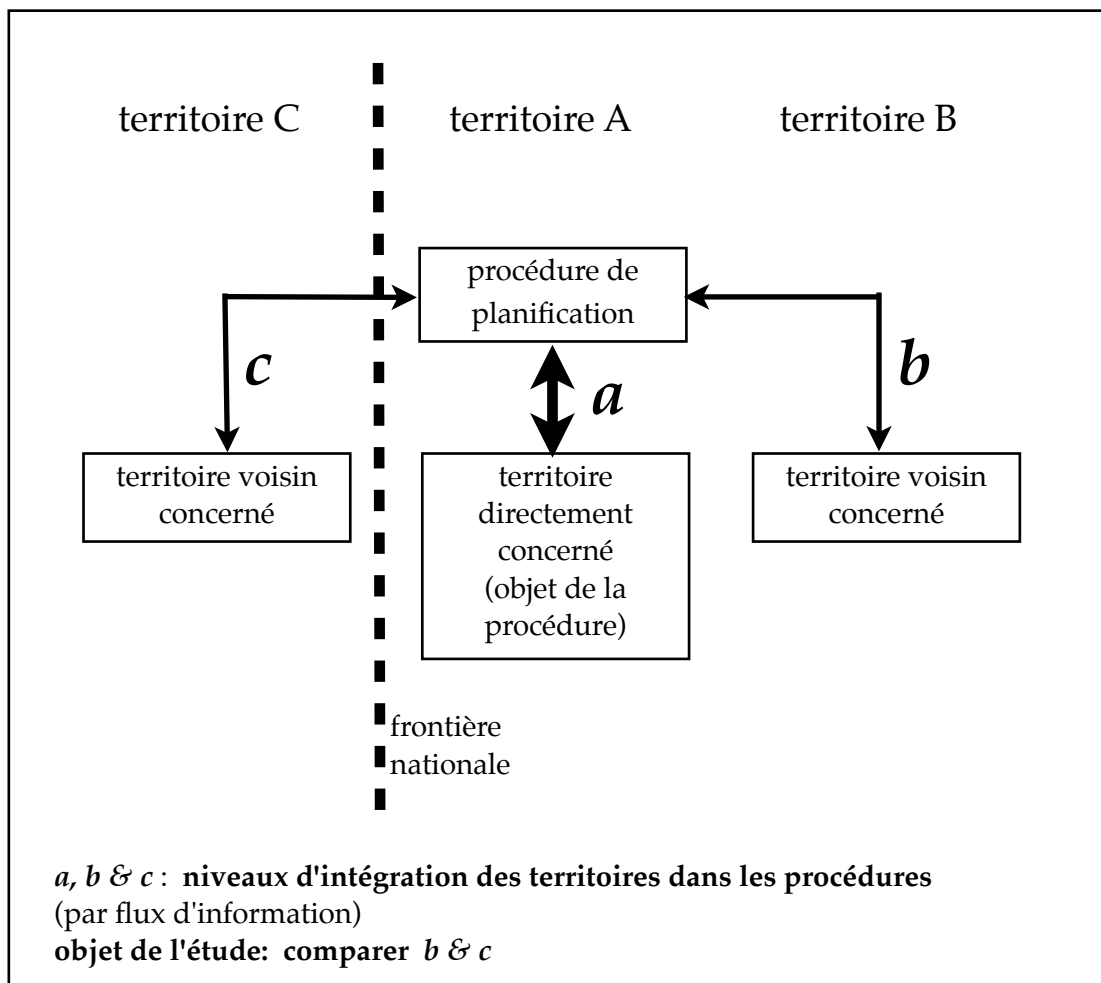 territoire C
territoire A
territoire B
procédure de
planification
c
a
b
territoire voisin
concerné
territoire
directement
concerné
(objet de la
procédure)
territoire voisin
concerné
frontière
nationale
a, b & c : niveaux d'intégration des territoires dans les procédures
(par flux d'information)
objet de l'étude: comparer b & c